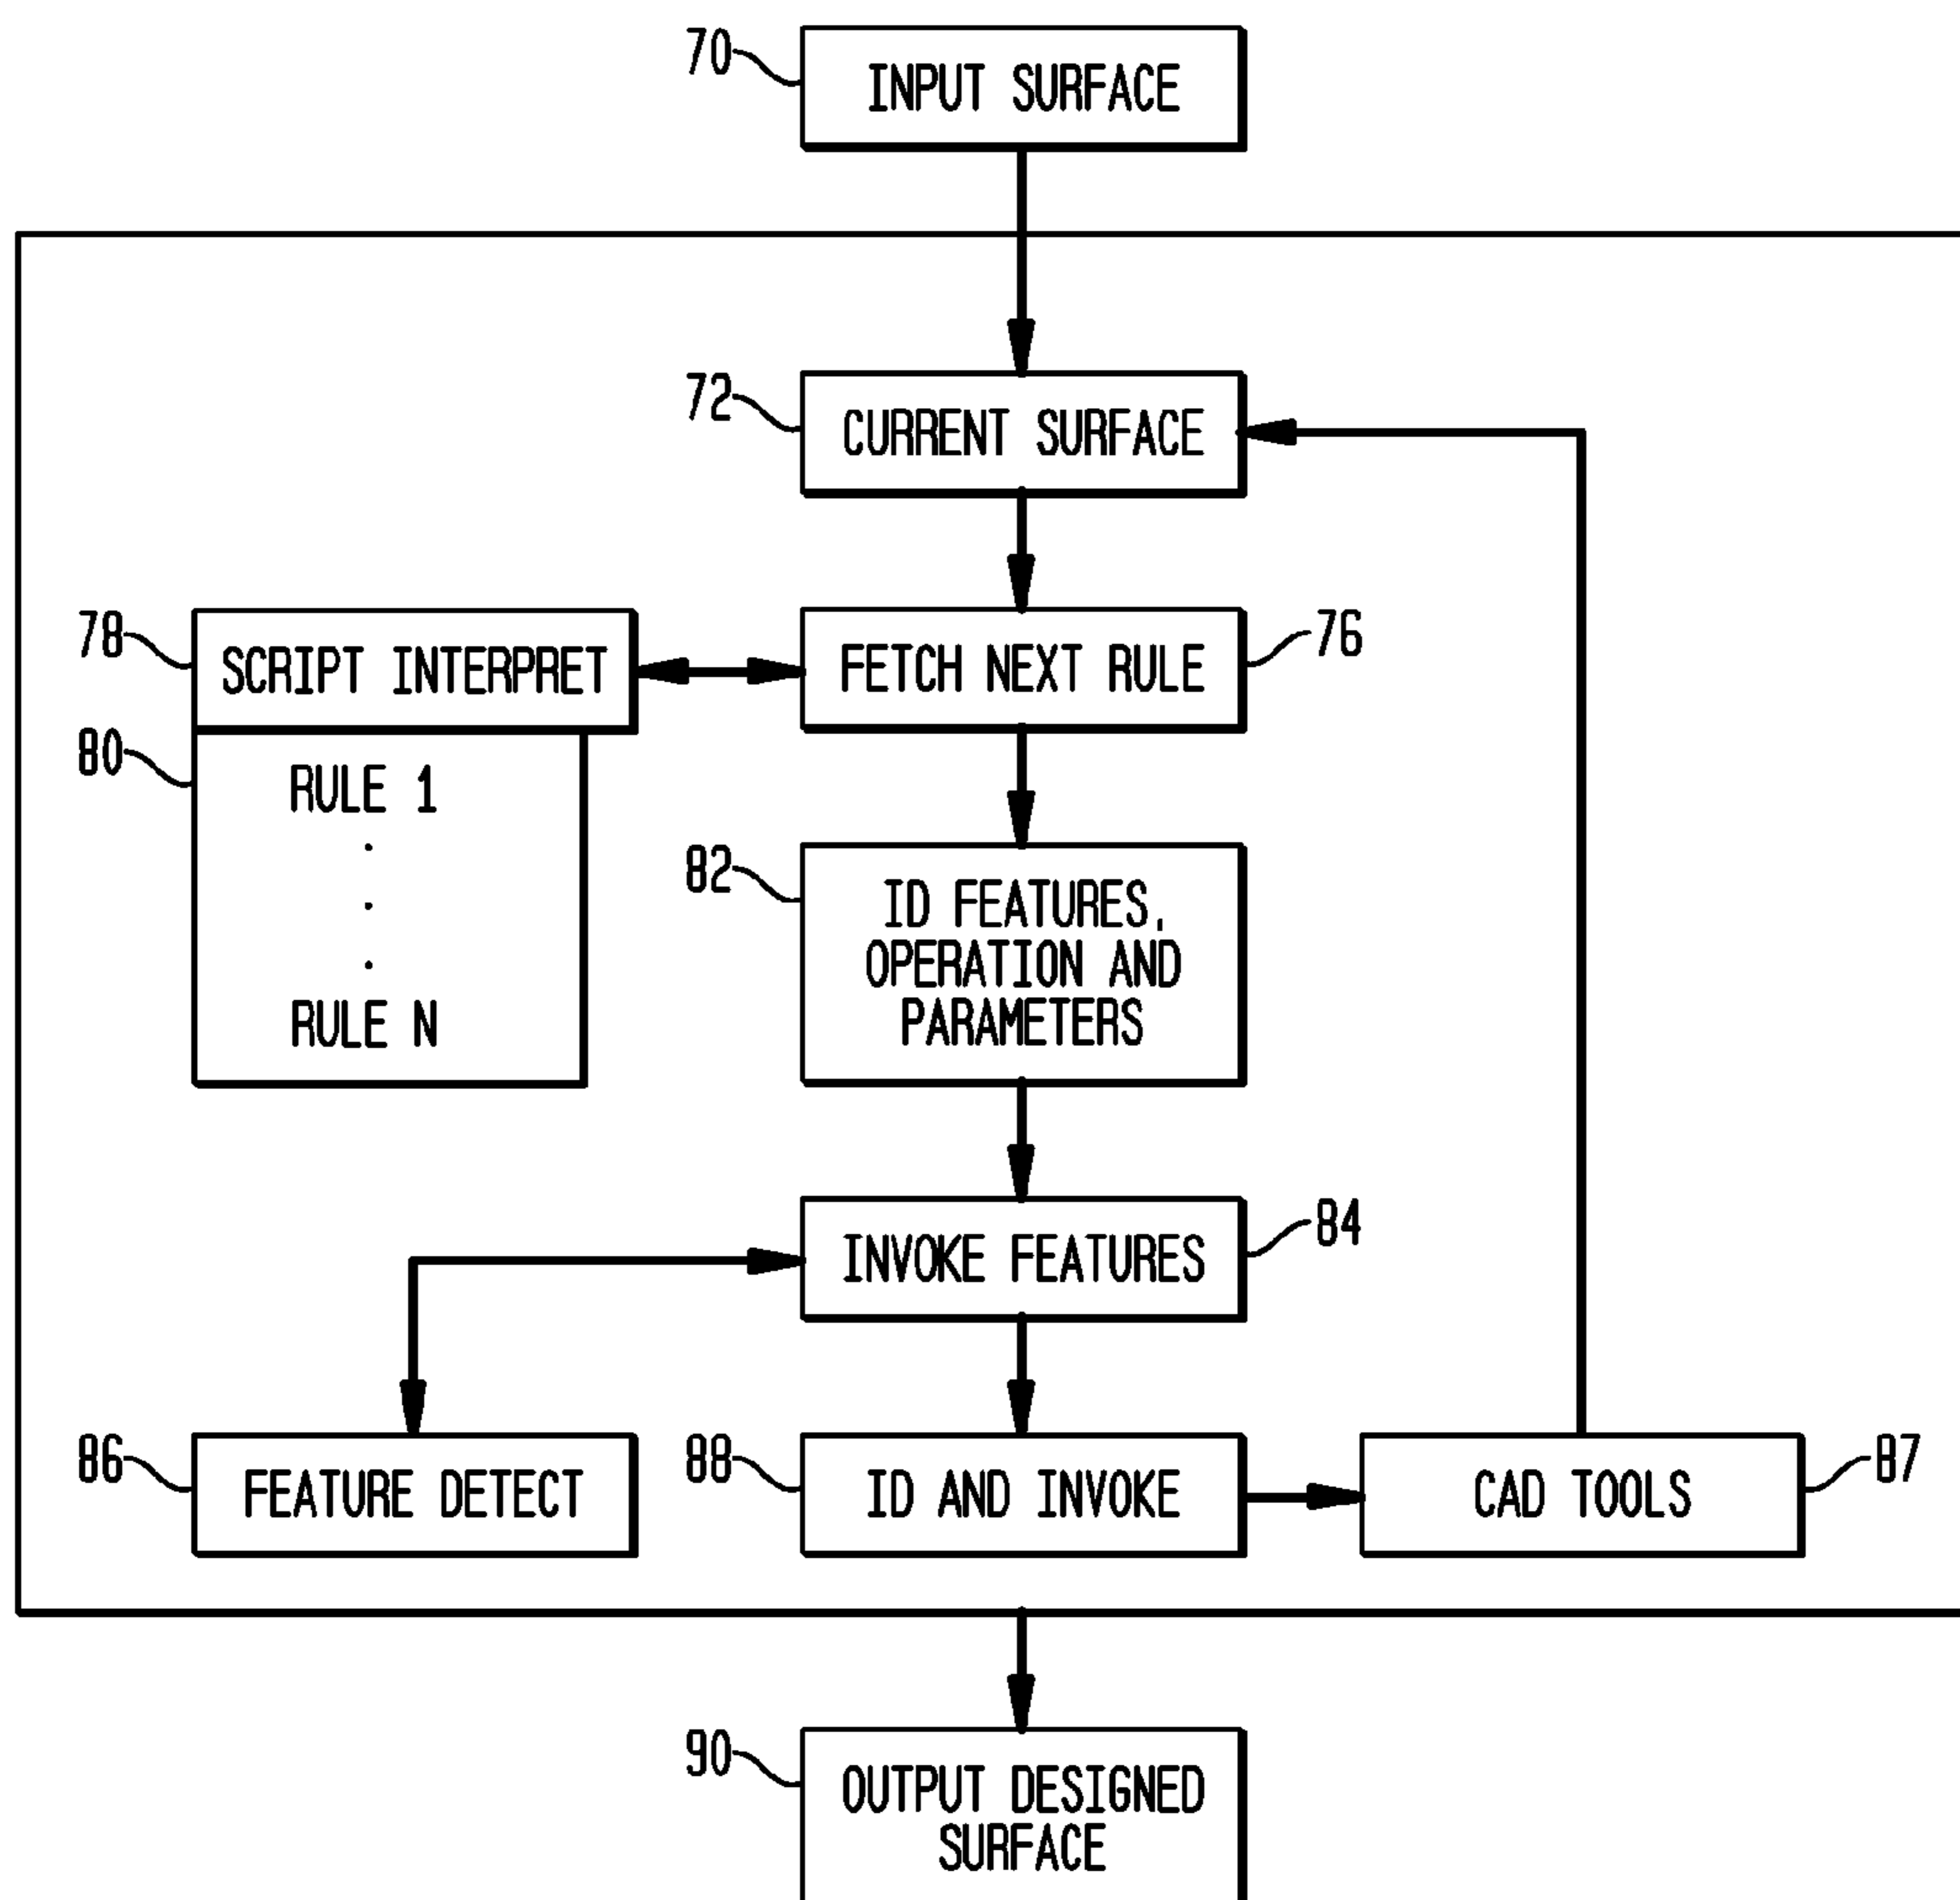 70
INPUT SURFACE
72
CURRENT SURFACE
78
SCRIPT INTERPRET
FETCH NEXT RULE
76
80
RULE 1
.
.
.
RULE N
82
ID FEATURES,
OPERATION AND
PARAMETERS
INVOKE FEATURES
84
86
FEATURE DETECT
88
ID AND INVOKE
CAD TOOLS
87
90
OUTPUT DESIGNED
SURFACE